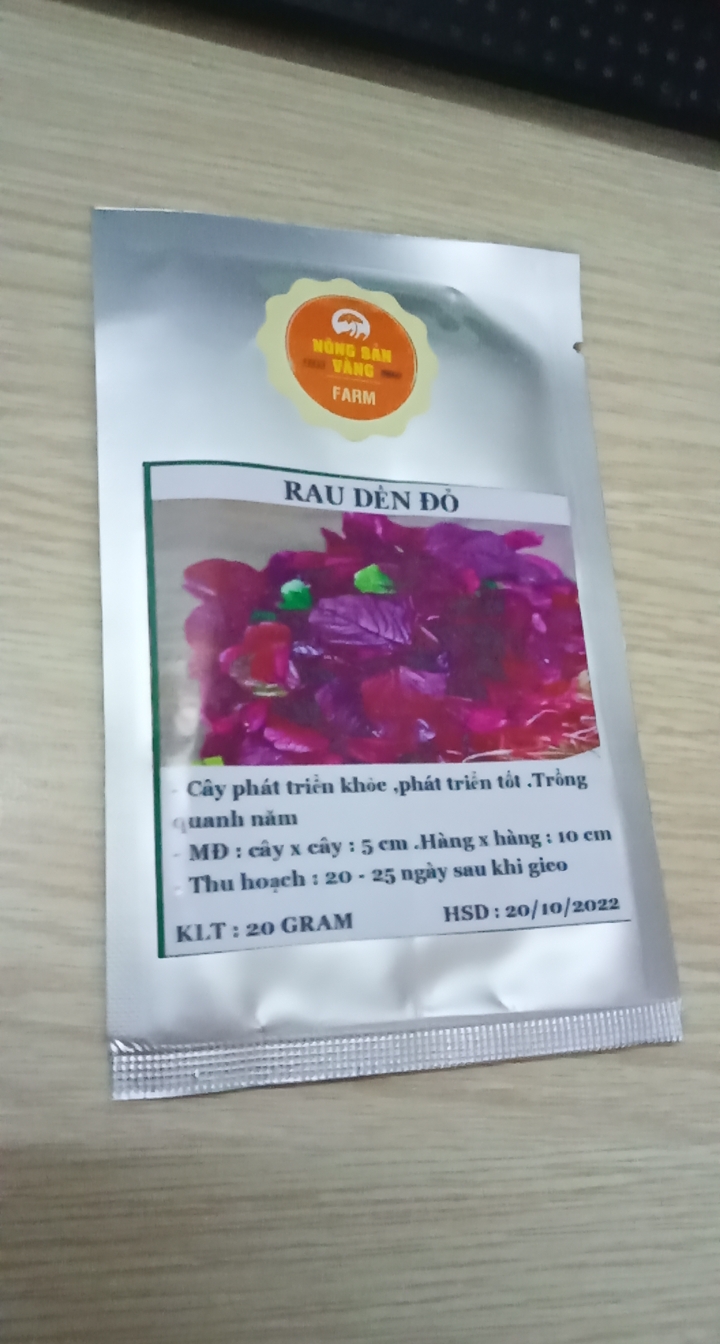 NÔNG SẢN
VÀNG
FARM
RAU DỀN ĐỎ
- Cây phát triển khỏe ,phát triển tốt .Trồng
quanh năm
- MĐ : cây x cây : 5 cm .Hàng x hàng : 10 cm
- Thu hoạch : 20 - 25 ngày sau khi gieo
KLT : 20 GRAM HSD : 20/10/2022